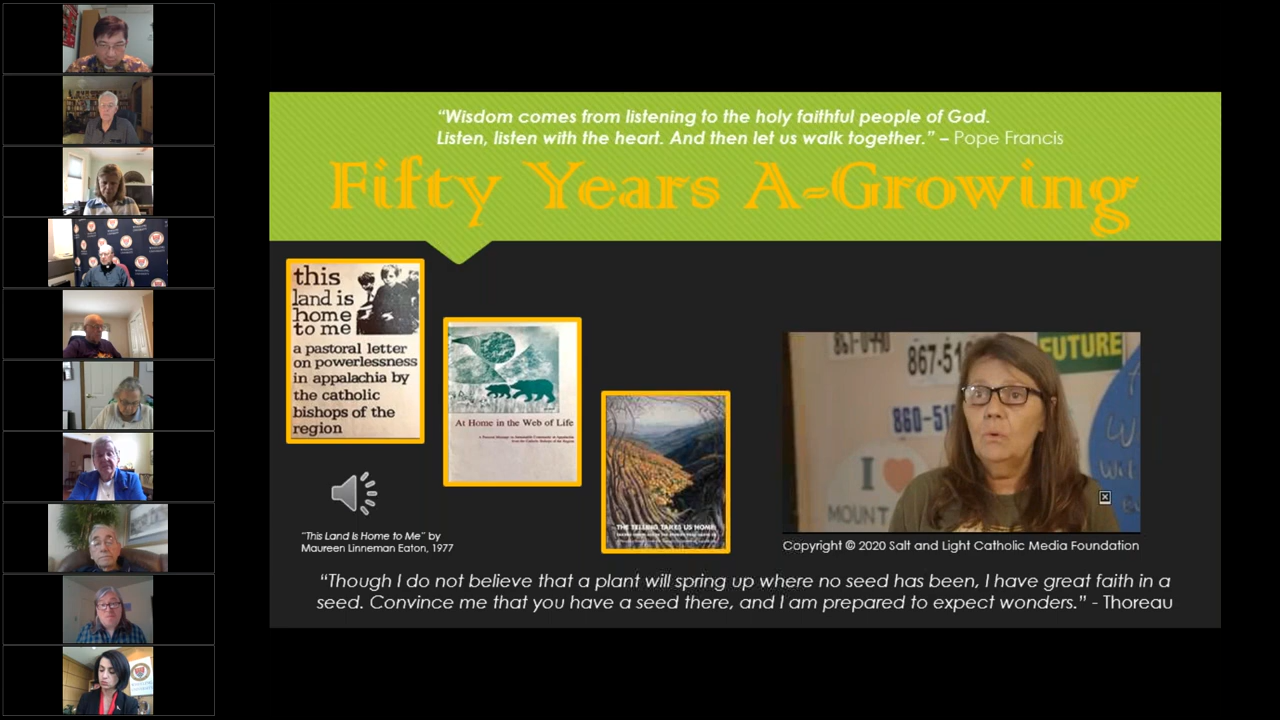 “Wisdom comes from listening to the holy faithful people of God.
Listen, listen with the heart. And then let us walk together.” – Pope Francis
Fifty Years A-Growing
this
land is
home
to me
a pastoral letter
on powerlessness
in appalachia by
the catholic
bishops of the
region
At Home in the Web of Life
THE TELLING TAKES US HOME
867-51
FUTURE
860-51
I
MOUNT
“This Land Is Home to Me” by
Maureen Linneman Eaton, 1977
Copyright © 2020 Salt and Light Catholic Media Foundation
“Though I do not believe that a plant will spring up where no seed has been, I have great faith in a
seed. Convince me that you have a seed there, and I am prepared to expect wonders.” - Thoreau